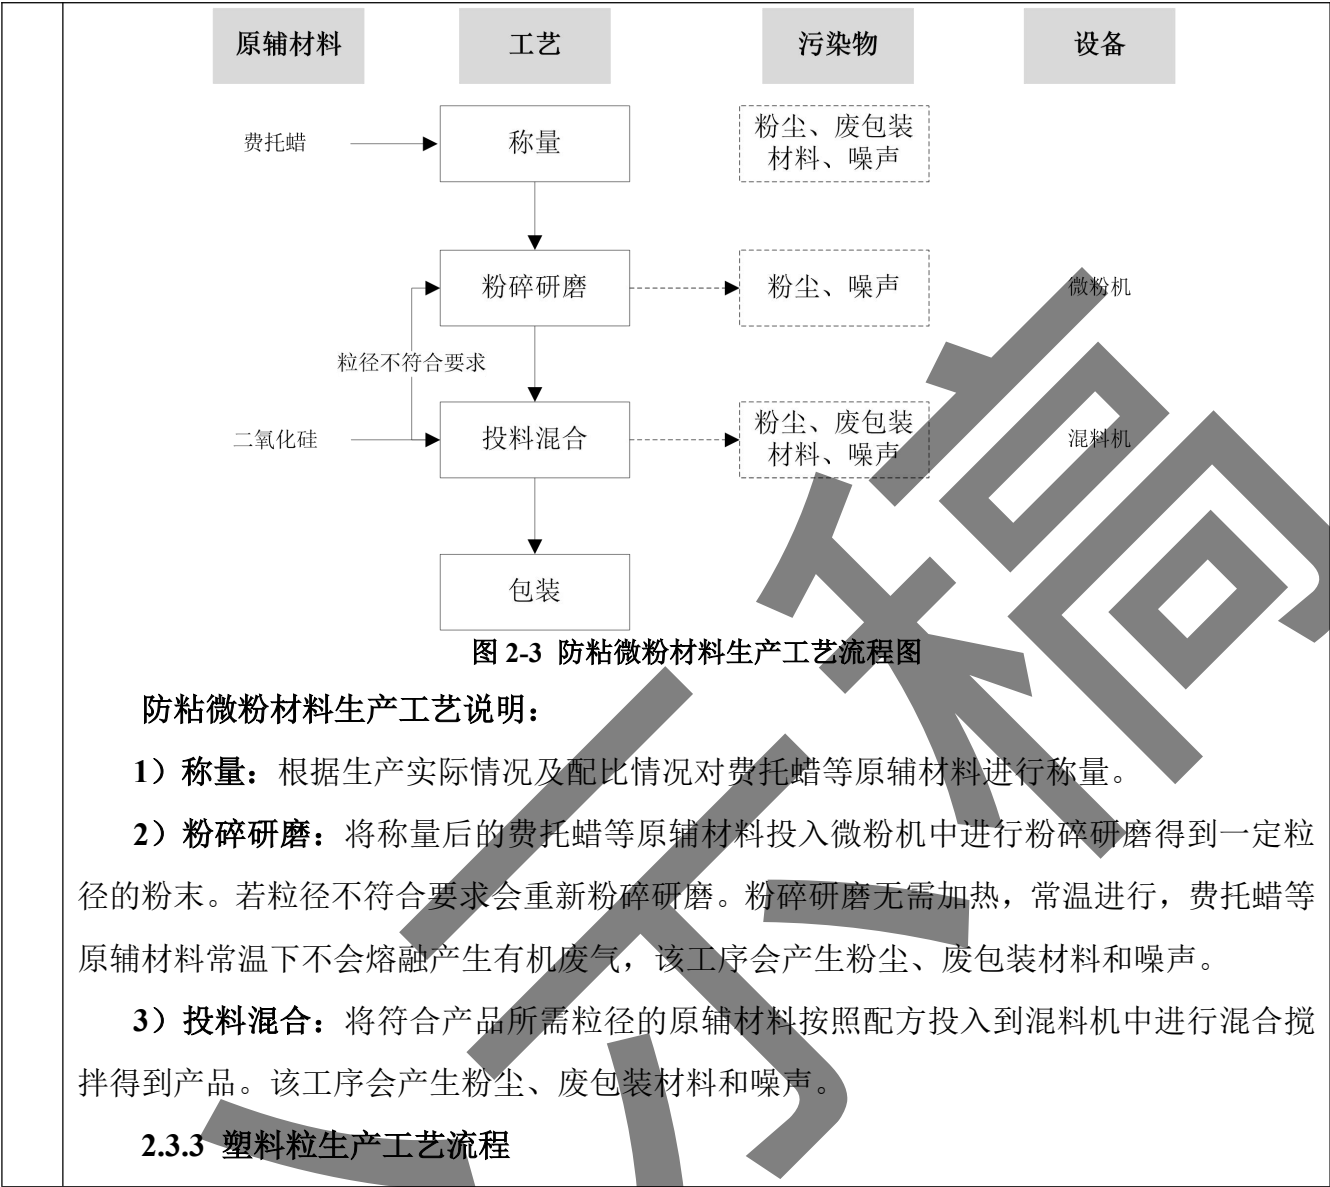 原辅材料 工艺 污染物 设备
费托蜡 称量 粉尘、废包装
材料、噪声
粉碎研磨 粉尘、噪声 微粉机
粒径不符合要求
二氧化硅 投料混合 粉尘、废包装
材料、噪声 混料机
包装
图 2-3 防粘微粉材料生产工艺流程图
防粘微粉材料生产工艺说明：
1）称量：根据生产实际情况及配比情况对费托蜡等原辅材料进行称量。
2）粉碎研磨：将称量后的费托蜡等原辅材料投入微粉机中进行粉碎研磨得到一定粒
径的粉末。若粒径不符合要求会重新粉碎研磨。粉碎研磨无需加热，常温进行，费托蜡等
原辅材料常温下不会熔融产生有机废气，该工序会产生粉尘、废包装材料和噪声。
3）投料混合：将符合产品所需粒径的原辅材料按照配方投入到混料机中进行混合搅
拌得到产品。该工序会产生粉尘、废包装材料和噪声。
2.3.3 塑料粒生产工艺流程
示稿